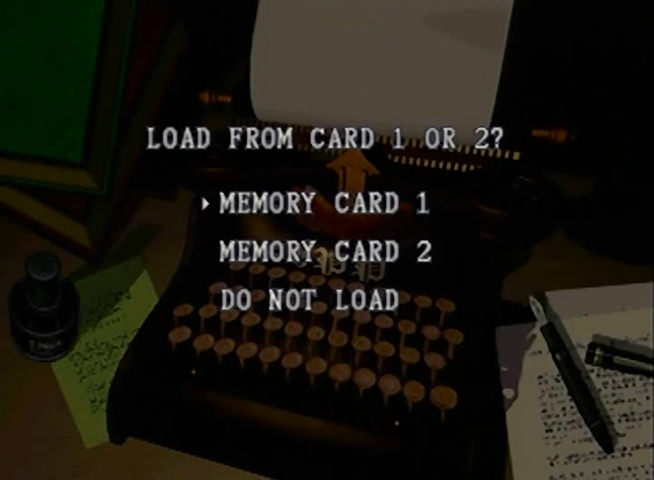 LOAD FROM CARD 1 OR 2?
MEMORY CARD 1
MEMORY CARD 2
DO NOT LOAD